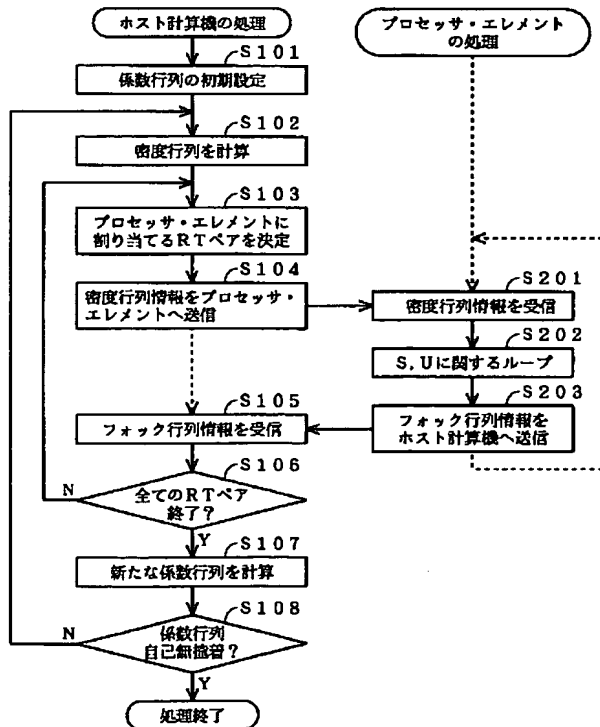 ホスト計算機の処理
S101
係数行列の初期設定
S102
密度行列を計算
S103
プロセッサ・エレメントに
割り当てるRTペアを決定
S104
密度行列情報をプロセッサ・
エレメントへ送信
S105
フォック行列情報を受信
S106
全てのRTペア
終了?
N
Y
S107
新たな係数行列を計算
S108
係数行列
自己無撞着?
N
Y
処理終了
プロセッサ・エレメント
の処理
S201
密度行列情報を受信
S202
S,Uに関するループ
S203
フォック行列情報を
ホスト計算機へ送信